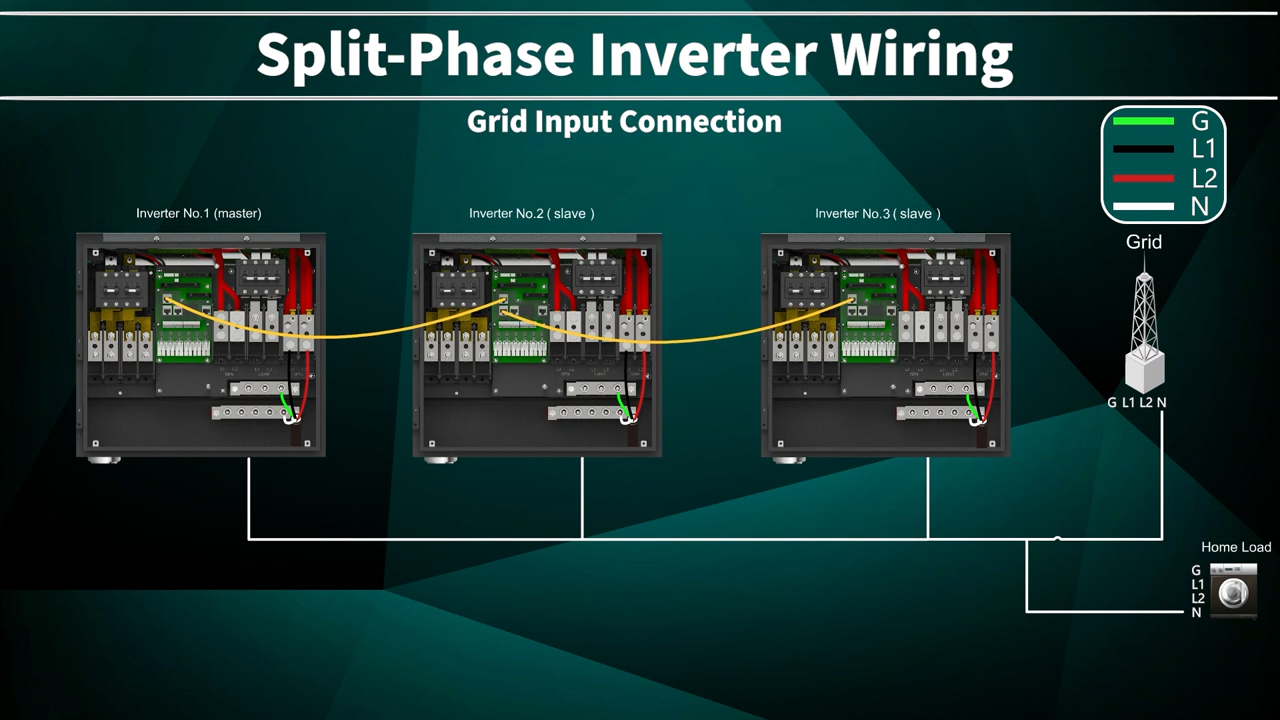 Split-Phase Inverter Wiring
Grid Input Connection
G
L1
L2
N
Inverter No.1 (master)
Inverter No.2 ( slave )
Inverter No.3 ( slave )
Grid
G L1 L2 N
Home Load
G
L1
L2
N